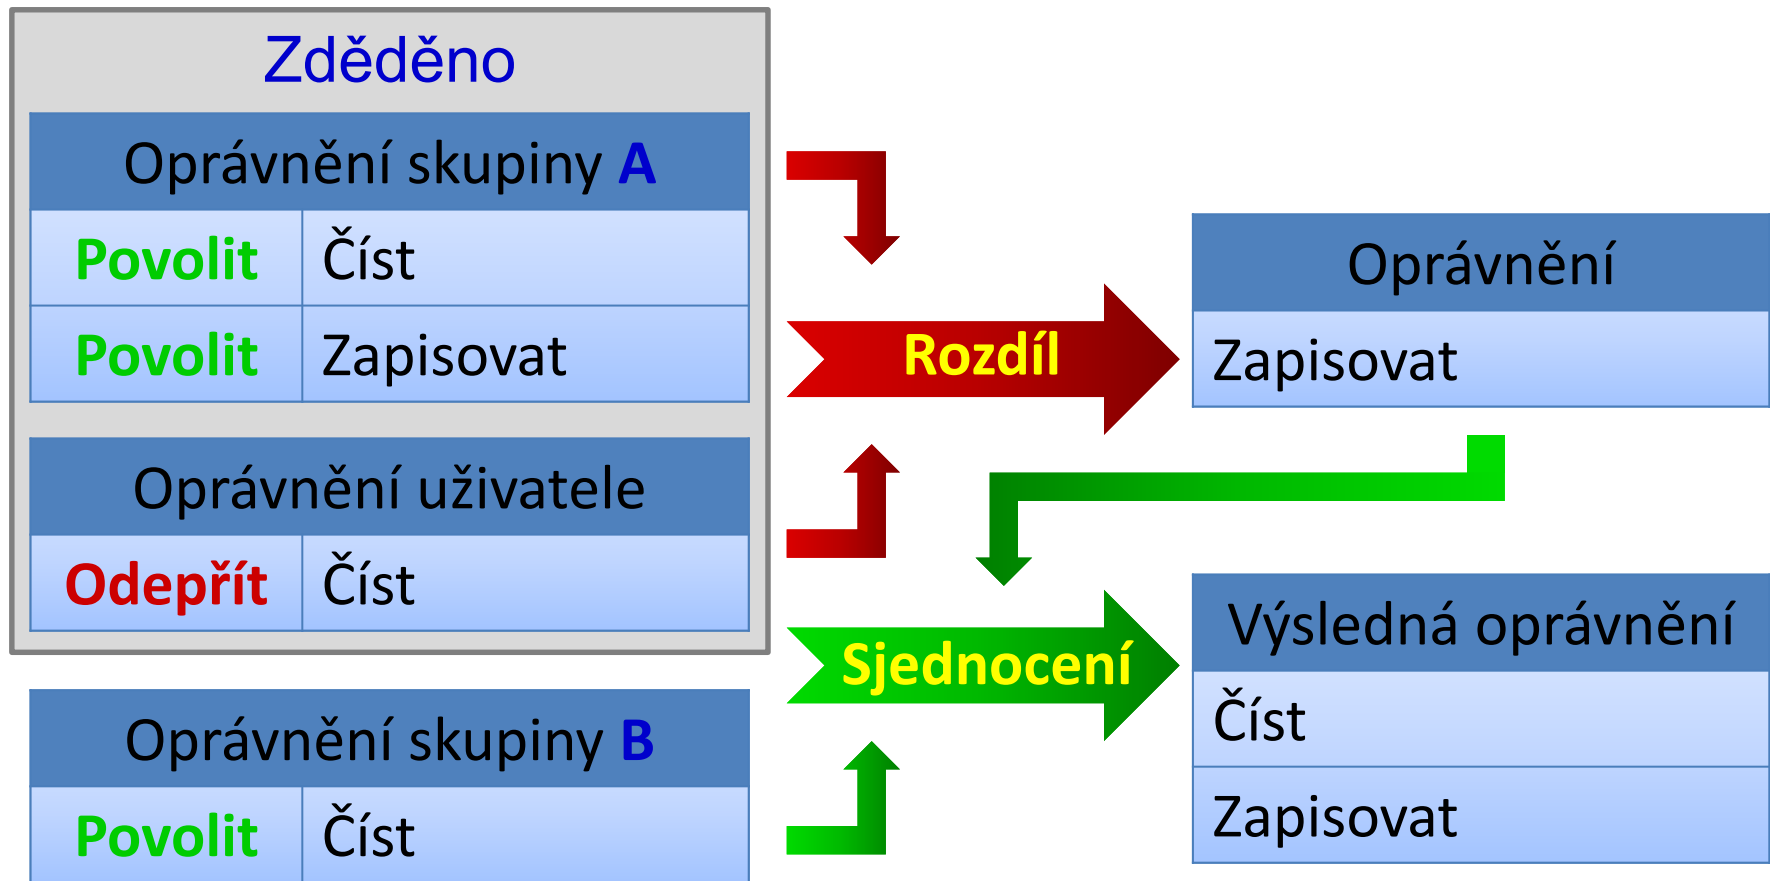 Zděděno
Oprávnění skupiny A
Povolit Číst
Povolit Zapisovat
Oprávnění uživatele
Odepřít Číst
Oprávnění skupiny B
Povolit Číst
Rozdíl
Sjednocení
Oprávnění
Zapisovat
Výsledná oprávnění
Číst
Zapisovat